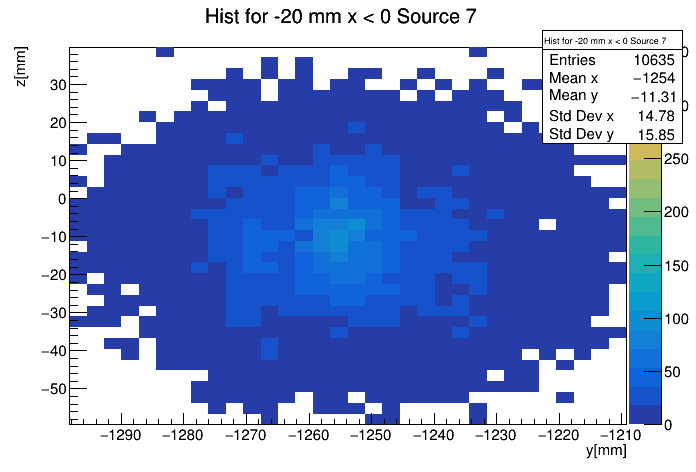 Hist for -20 mm x < 0 Source 7
Hist for -20 mm x < 0 Source 7
Entries 10635
Mean x −1254
Mean y −11.31
Std Dev x 14.78
Std Dev y 15.85
z[mm]
30
20
10
0
−10
−20
−30
−40
−50
250
200
150
100
50
0
−1290 −1280 −1270 −1260 −1250 −1240 −1230 −1220 −1210
y[mm]